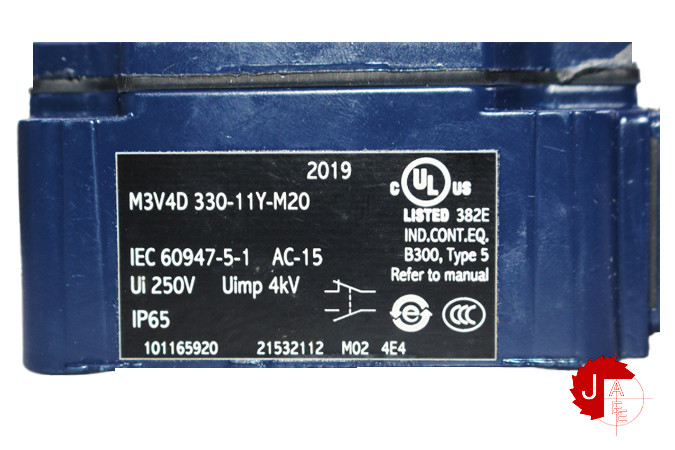 2019
M3V4D 330-11Y-M20
C UL US
LISTED 382E
IND.CONT.EQ.
IEC 60947-5-1 AC-15
B300, Type 5
Ui 250V Uimp 4kV
Refer to manual
IP65
e CCC
101165920 21532112 M02 4E4
J
A
E
E